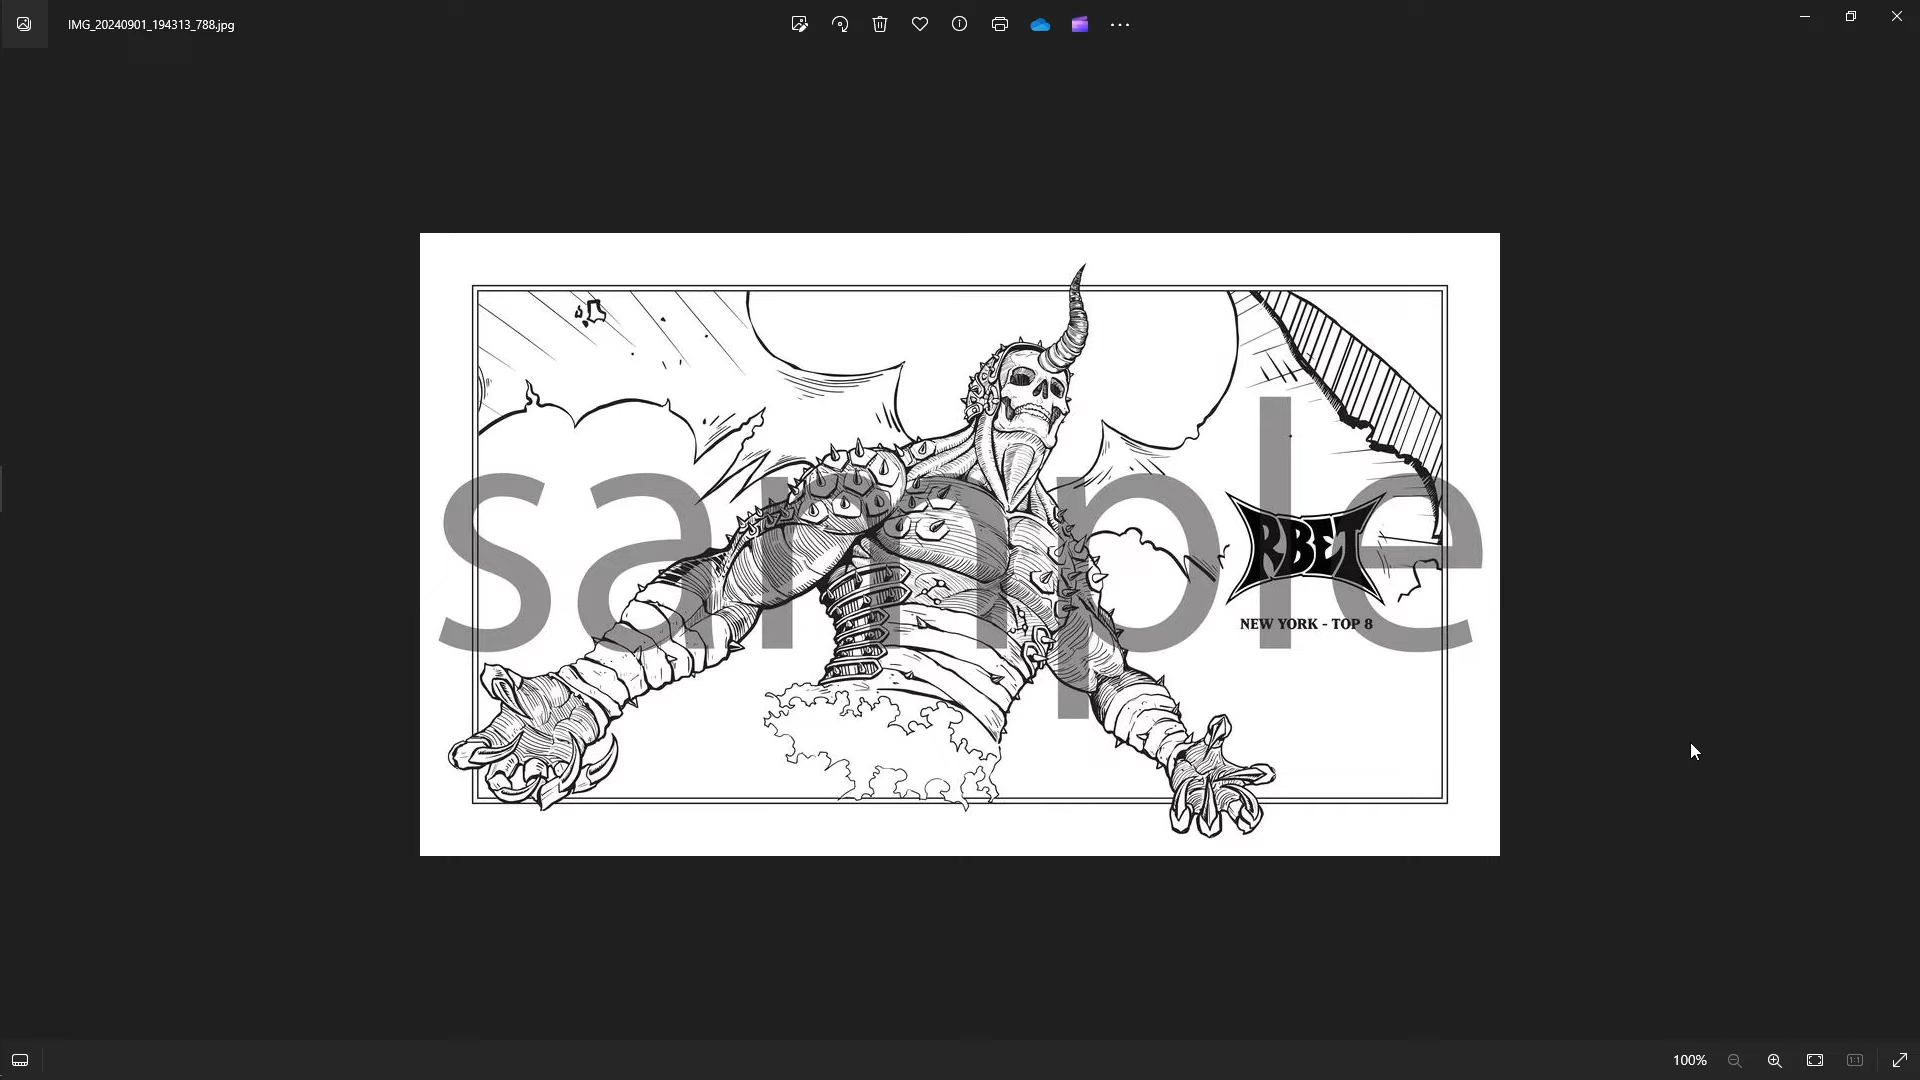 IMG_20240901_194313_788.jpg
sample
RBET
NEW YORK - TOP 8
100%